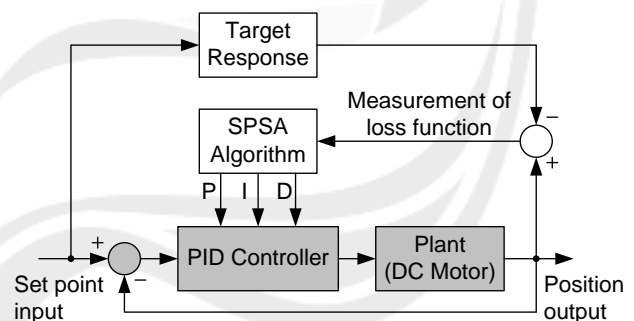 Target
Response
Measurement of
loss function
−
SPSA
Algorithm
+
P I D
+
−
PID Controller
Plant
(DC Motor)
Set point
input
Position
output